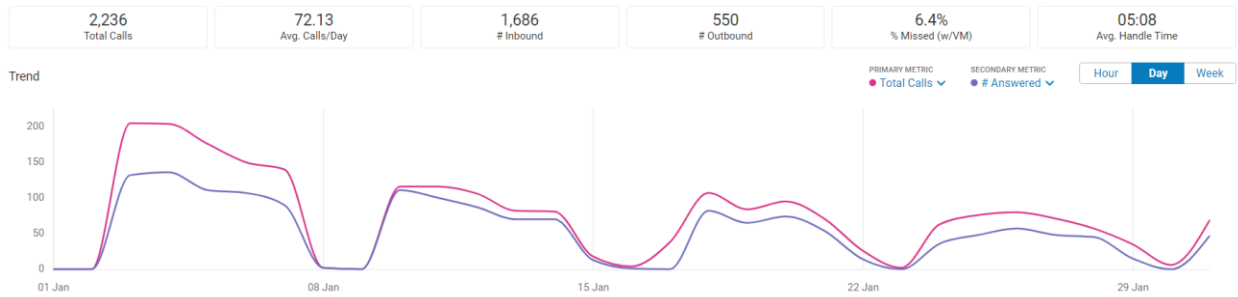 2,236
Total Calls
72.13
Avg. Calls/Day
1,686
# Inbound
550
# Outbound
6.4%
% Missed (w/VM)
05:08
Avg. Handle Time
Trend
PRIMARY METRIC
Total Calls
SECONDARY METRIC
# Answered
Hour
Day
Week
200
150
100
50
0
01 Jan
08 Jan
15 Jan
22 Jan
29 Jan